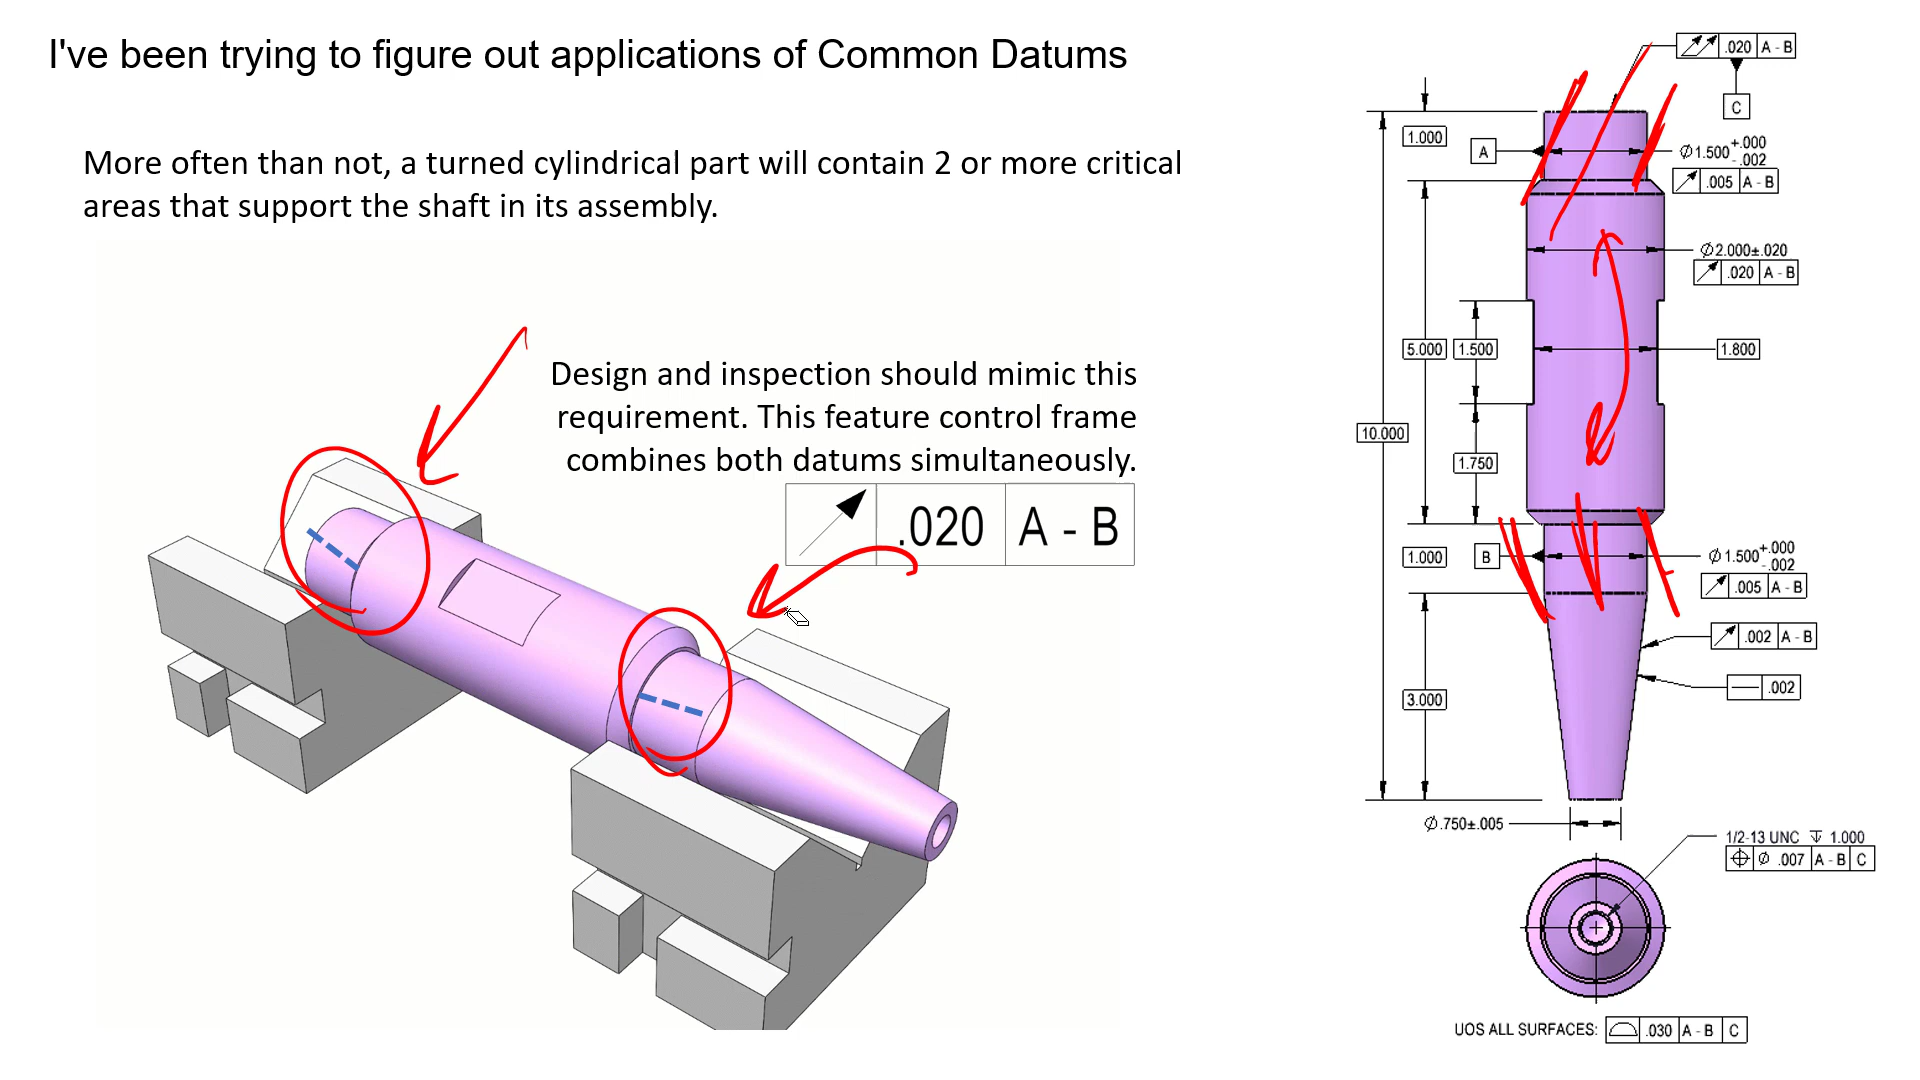 I've been trying to figure out applications of Common Datums
More often than not, a turned cylindrical part will contain 2 or more critical
areas that support the shaft in its assembly.
Design and inspection should mimic this
requirement. This feature control frame
combines both datums simultaneously.
.020 A - B
.020 A - B
C
1.000
A
Ø1.500 +.000 -.002
.005 A - B
Ø2.000±.020
.020 A - B
5.000
1.500
1.800
10.000
1.750
1.000
B
Ø1.500 +.000 -.002
.005 A - B
.002 A - B
.002
3.000
Ø.750±.005
1/2-13 UNC ↧ 1.000
⌖ Ø .007 A - B C
UOS ALL SURFACES: ⌓ .030 A - B C